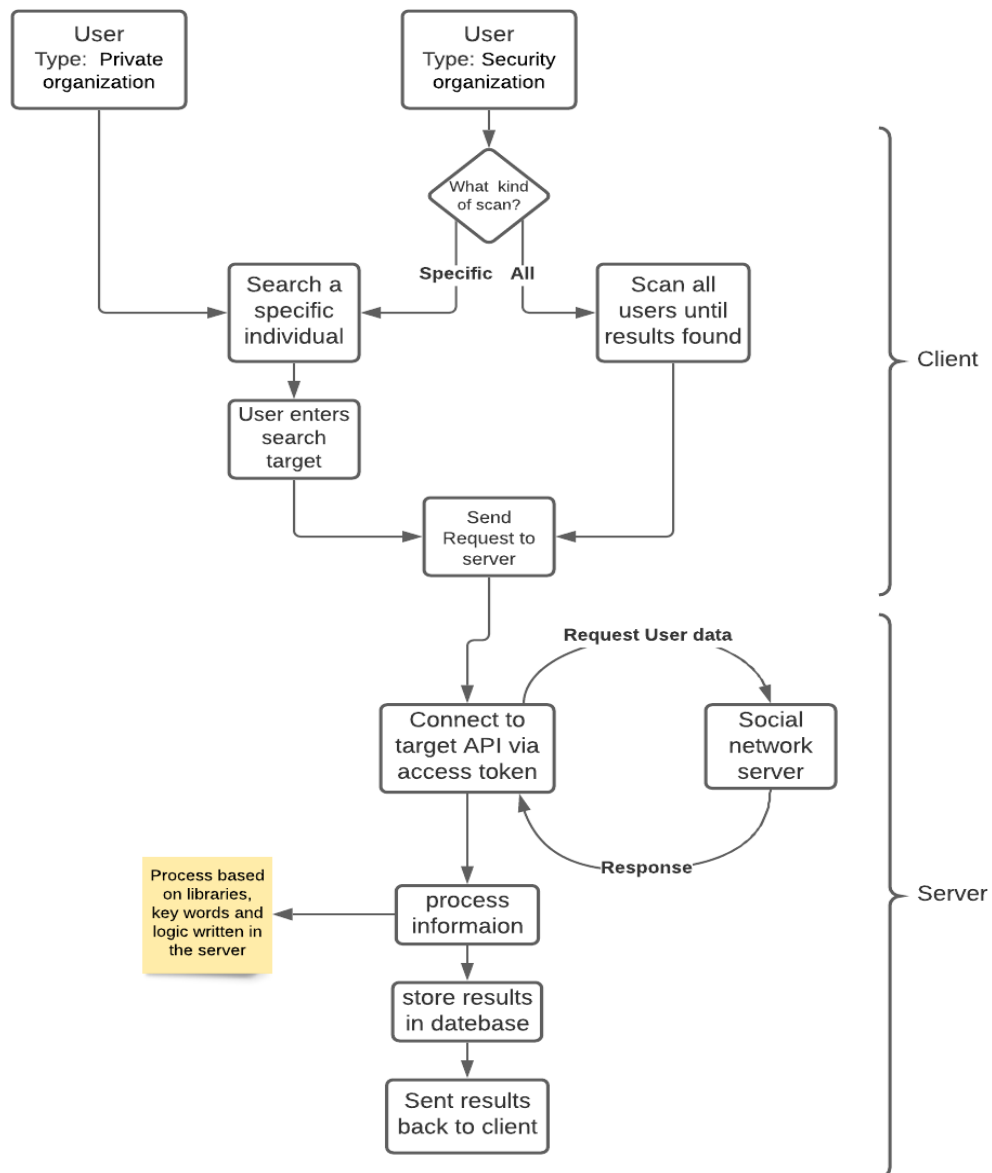 User
Type: Private
organization
User
Type: Security
organization
What kind
of scan?
Specific
All
Search a
specific
individual
Scan all
users until
results found
Client
User enters
search
target
Send
Request to
server
Request User data
Connect to
target API via
access token
Social
network
server
Response
Process based
on libraries,
key words and
logic written in
the server
process
informaion
Server
store results
in datebase
Sent results
back to client